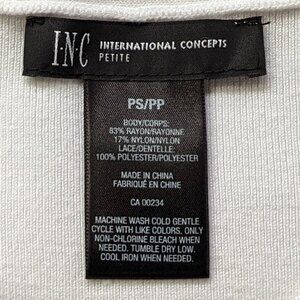 I·N·C INTERNATIONAL CONCEPTS
PETITE
PS/PP
BODY/CORPS:
83% RAYON/RAYONNE
17% NYLON/NYLON
LACE/DENTELLE:
100% POLYESTER/POLYESTER
MADE IN CHINA
FABRIQUÉ EN CHINE
CA 00234
MACHINE WASH COLD GENTLE
CYCLE WITH LIKE COLORS. ONLY
NON-CHLORINE BLEACH WHEN
NEEDED. TUMBLE DRY LOW.
COOL IRON WHEN NEEDED.